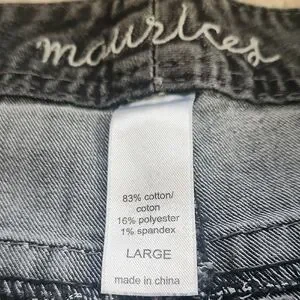 maurices
83% cotton/
coton
16% polyester
1% spandex
LARGE
made in china